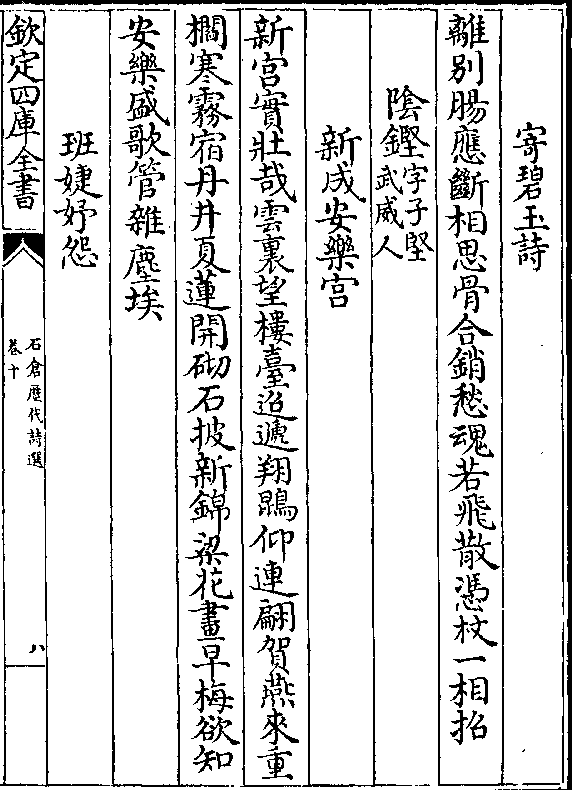 寄碧玉詩
離別腸應斷相思骨合銷愁魂若飛散憑杖一相招
陰鏗字子堅武威人
新成安樂宮
新宮實壯哉雲裏望樓臺迢遞翔鵾仰連翩賀燕來重
櫚寒霧宿丹井夏蓮開砌石披新錦梁花畫早梅欲知
安樂盛歌管雜塵埃
班婕妤怨
欽定四庫全書
石倉歷代詩選
卷十
八